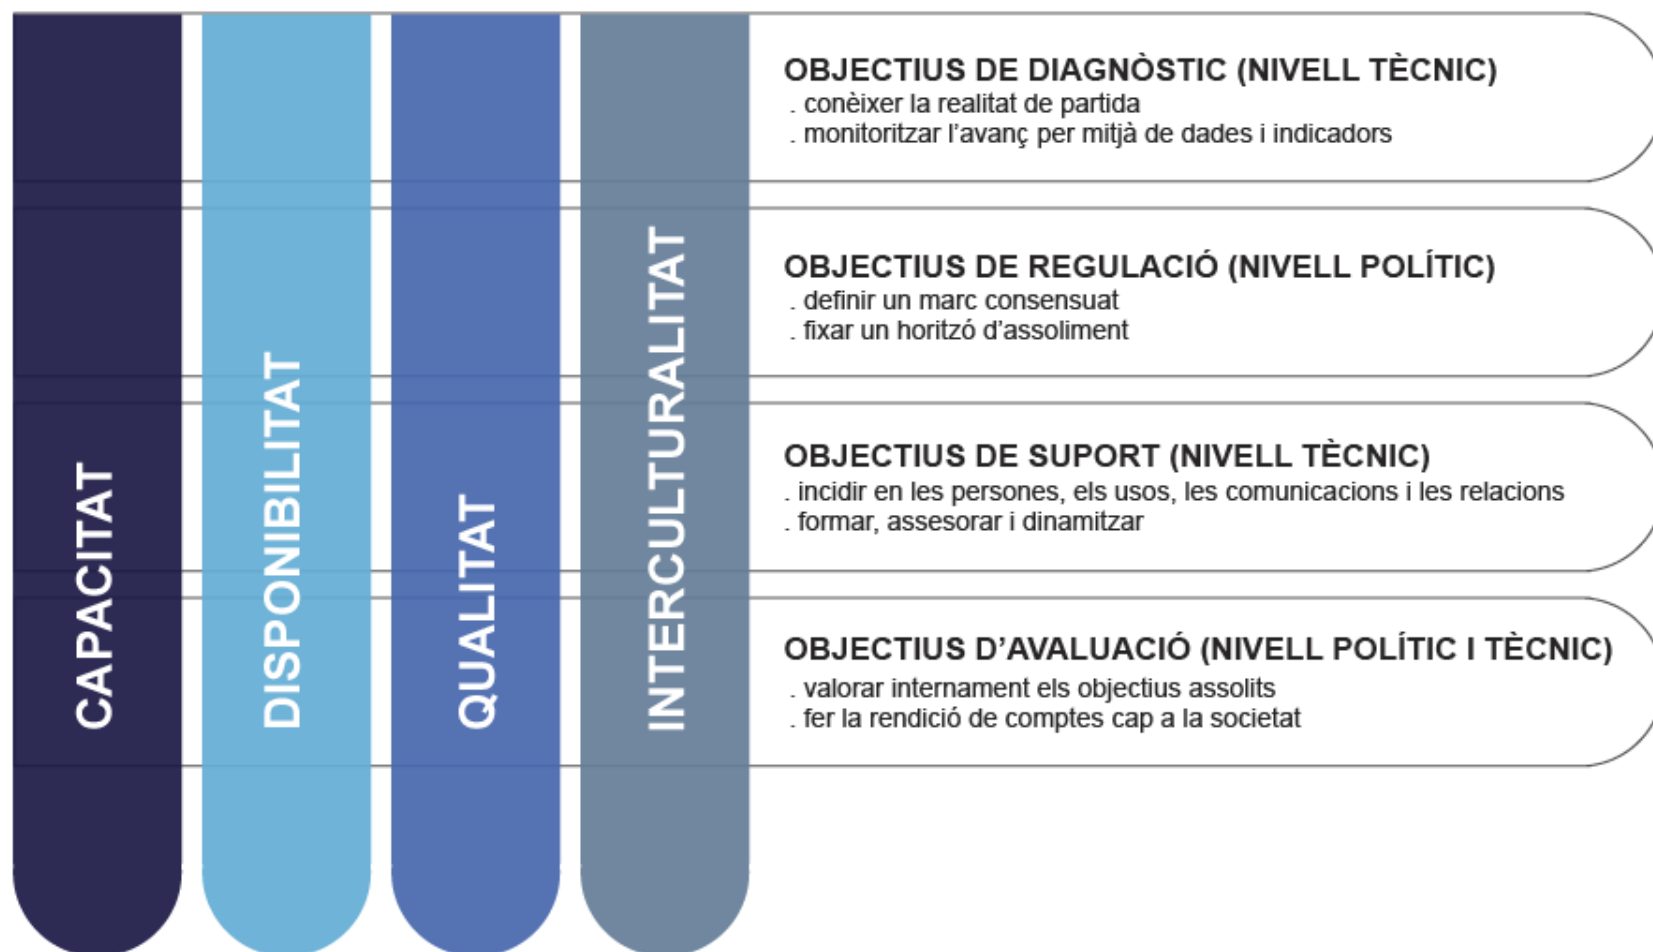 CAPACITAT
DISPONIBILITAT
QUALITAT
INTERCULTURALITAT
OBJECTIUS DE DIAGNÒSTIC (NIVELL TÈCNIC)
. conèixer la realitat de partida
. monitoritzar l’avanç per mitjà de dades i indicadors
OBJECTIUS DE REGULACIÓ (NIVELL POLÍTIC)
. definir un marc consensuat
. fixar un horitzó d’assoliment
OBJECTIUS DE SUPORT (NIVELL TÈCNIC)
. incidir en les persones, els usos, les comunicacions i les relacions
. formar, assesorar i dinamitzar
OBJECTIUS D’AVALUACIÓ (NIVELL POLÍTIC I TÈCNIC)
. valorar internament els objectius assolits
. fer la rendició de comptes cap a la societat